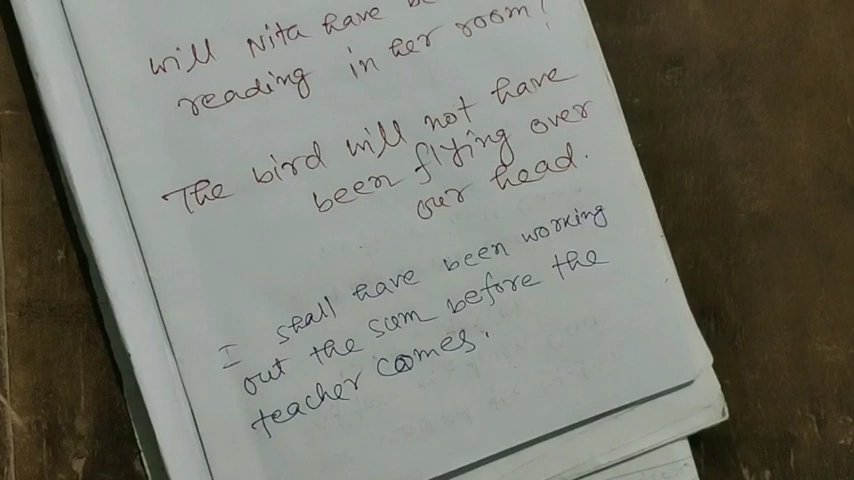 will Nita have
reading in her room?
The bird will not have
been flying over
our head.
I shall have been working
out the sum before the
teacher comes.